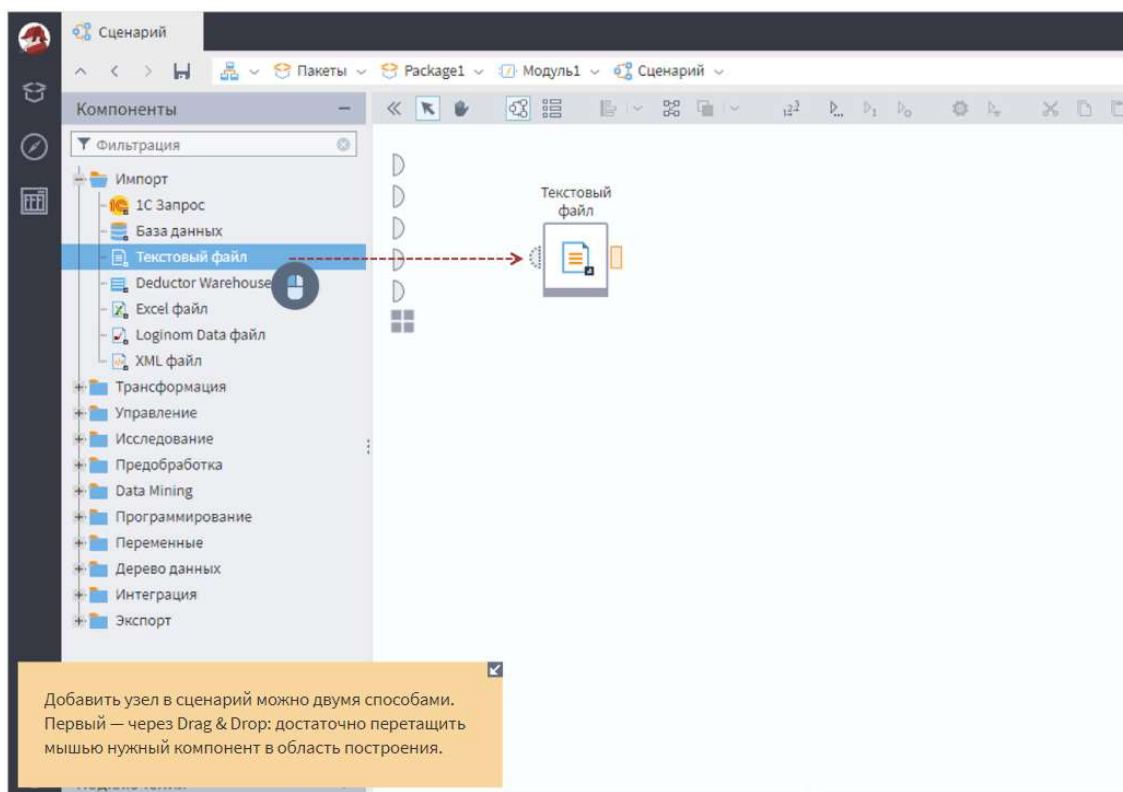 Сценарий
Пакеты Package1 Модуль1 Сценарий
Компоненты
Фильтрация
Импорт
1С Запрос
База данных
Текстовый файл
Deductor Warehouse
Excel файл
Loginom Data файл
XML файл
Трансформация
Управление
Исследование
Предобработка
Data Mining
Программирование
Переменные
Дерево данных
Интеграция
Экспорт
Текстовый
файл
Добавить узел в сценарий можно двумя способами.
Первый — через Drag & Drop: достаточно перетащить
мышью нужный компонент в область построения.